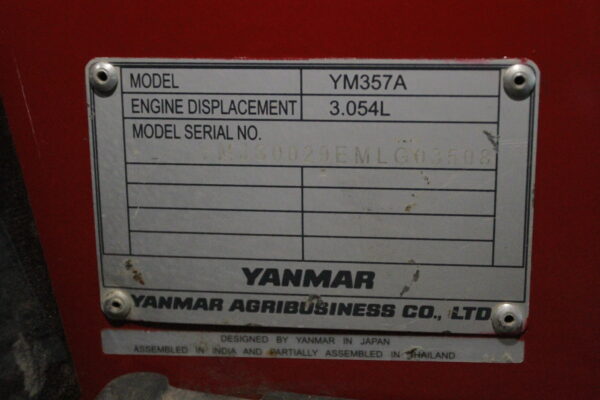 MODEL YM357A
ENGINE DISPLACEMENT 3.054L
MODEL SERIAL NO.
YANMAR
YANMAR AGRIBUSINESS CO., LTD
DESIGNED BY YANMAR IN JAPAN
ASSEMBLED IN INDIA AND PARTIALLY ASSEMBLED IN THAILAND